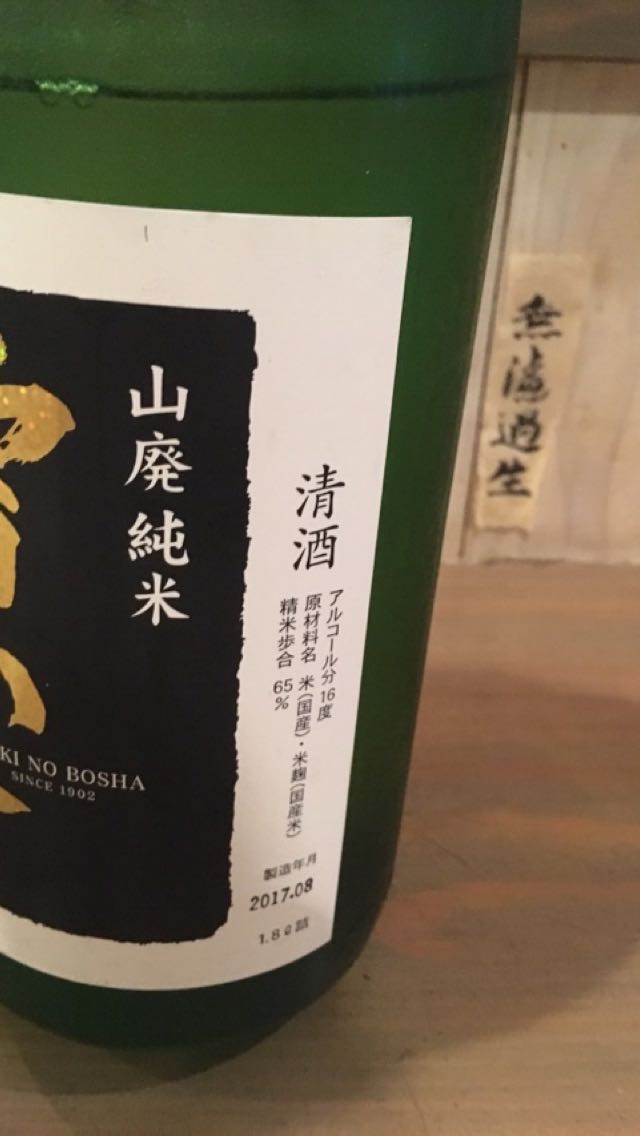 山廃純米
KI NO BOSHA
SINCE 1902
清酒
アルコール分16度
原材料名 米(国産)・米麹(国産米)
精米歩合 65%
製造年月
2017.08
1.8ℓ詰
無濾過生